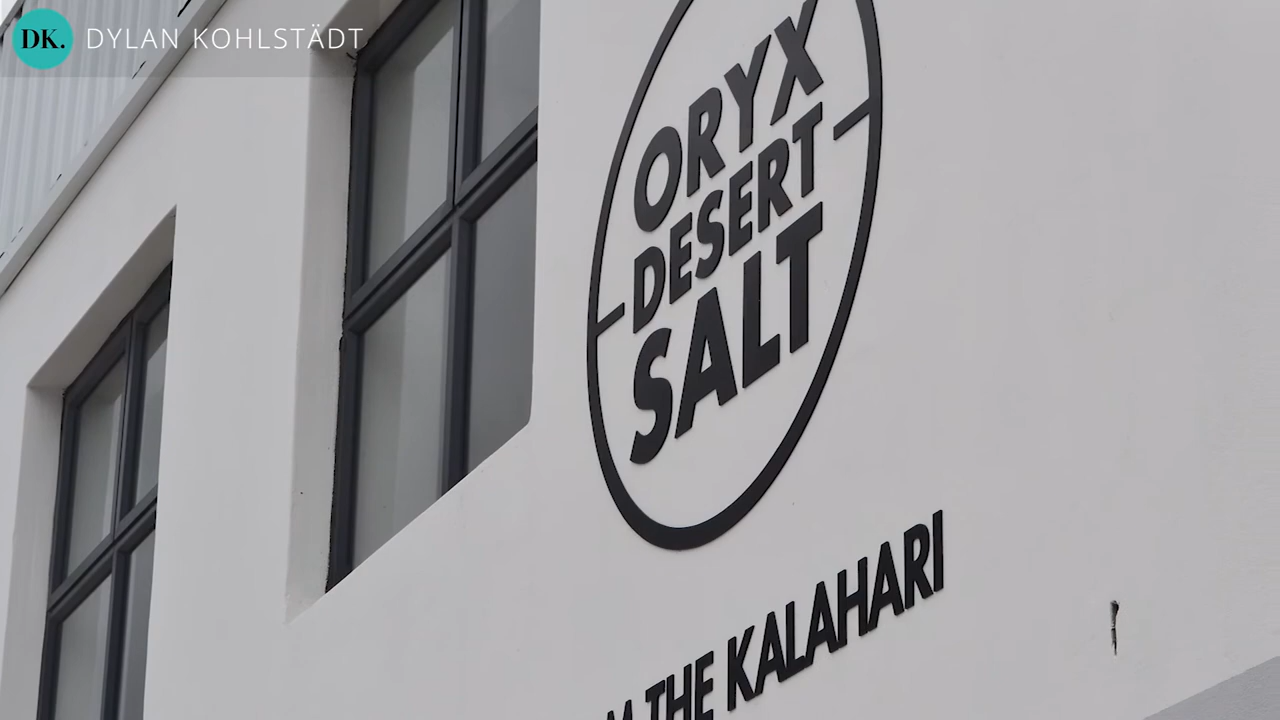 DK. DYLAN KOHLSTÄDT
ORYX
DESERT
SALT
THE KALAHARI